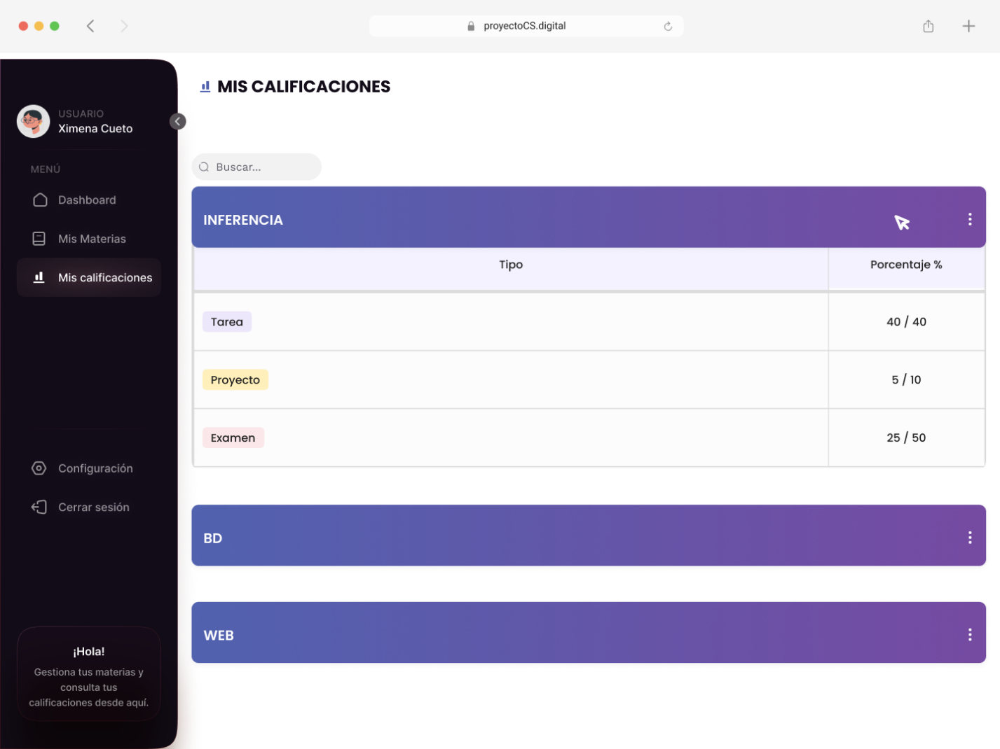 proyectoCS.digital
USUARIO
Ximena Cueto
MENÚ
Dashboard
Mis Materias
Mis calificaciones
Configuración
Cerrar sesión
¡Hola!
Gestiona tus materias y
consulta tus
calificaciones desde aquí.
MIS CALIFICACIONES
Buscar...
INFERENCIA
Tipo Porcentaje %
Tarea 40 / 40
Proyecto 5 / 10
Examen 25 / 50
BD
WEB